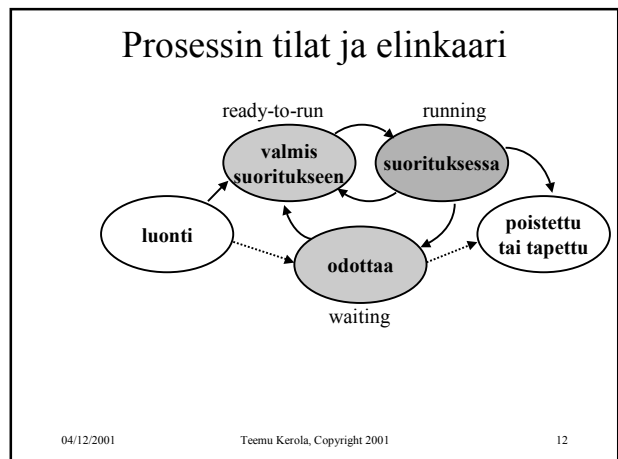 Prosessin tilat ja elinkaari
ready-to-run
running
valmis
suoritukseen
suorituksessa
luonti
poistettu
tai tapettu
odottaa
waiting
04/12/2001
Teemu Kerola, Copyright 2001
12